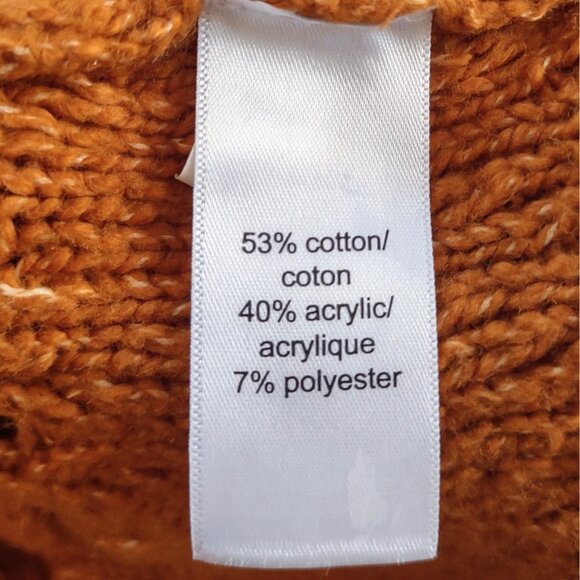 53% cotton/
coton
40% acrylic/
acrylique
7% polyester